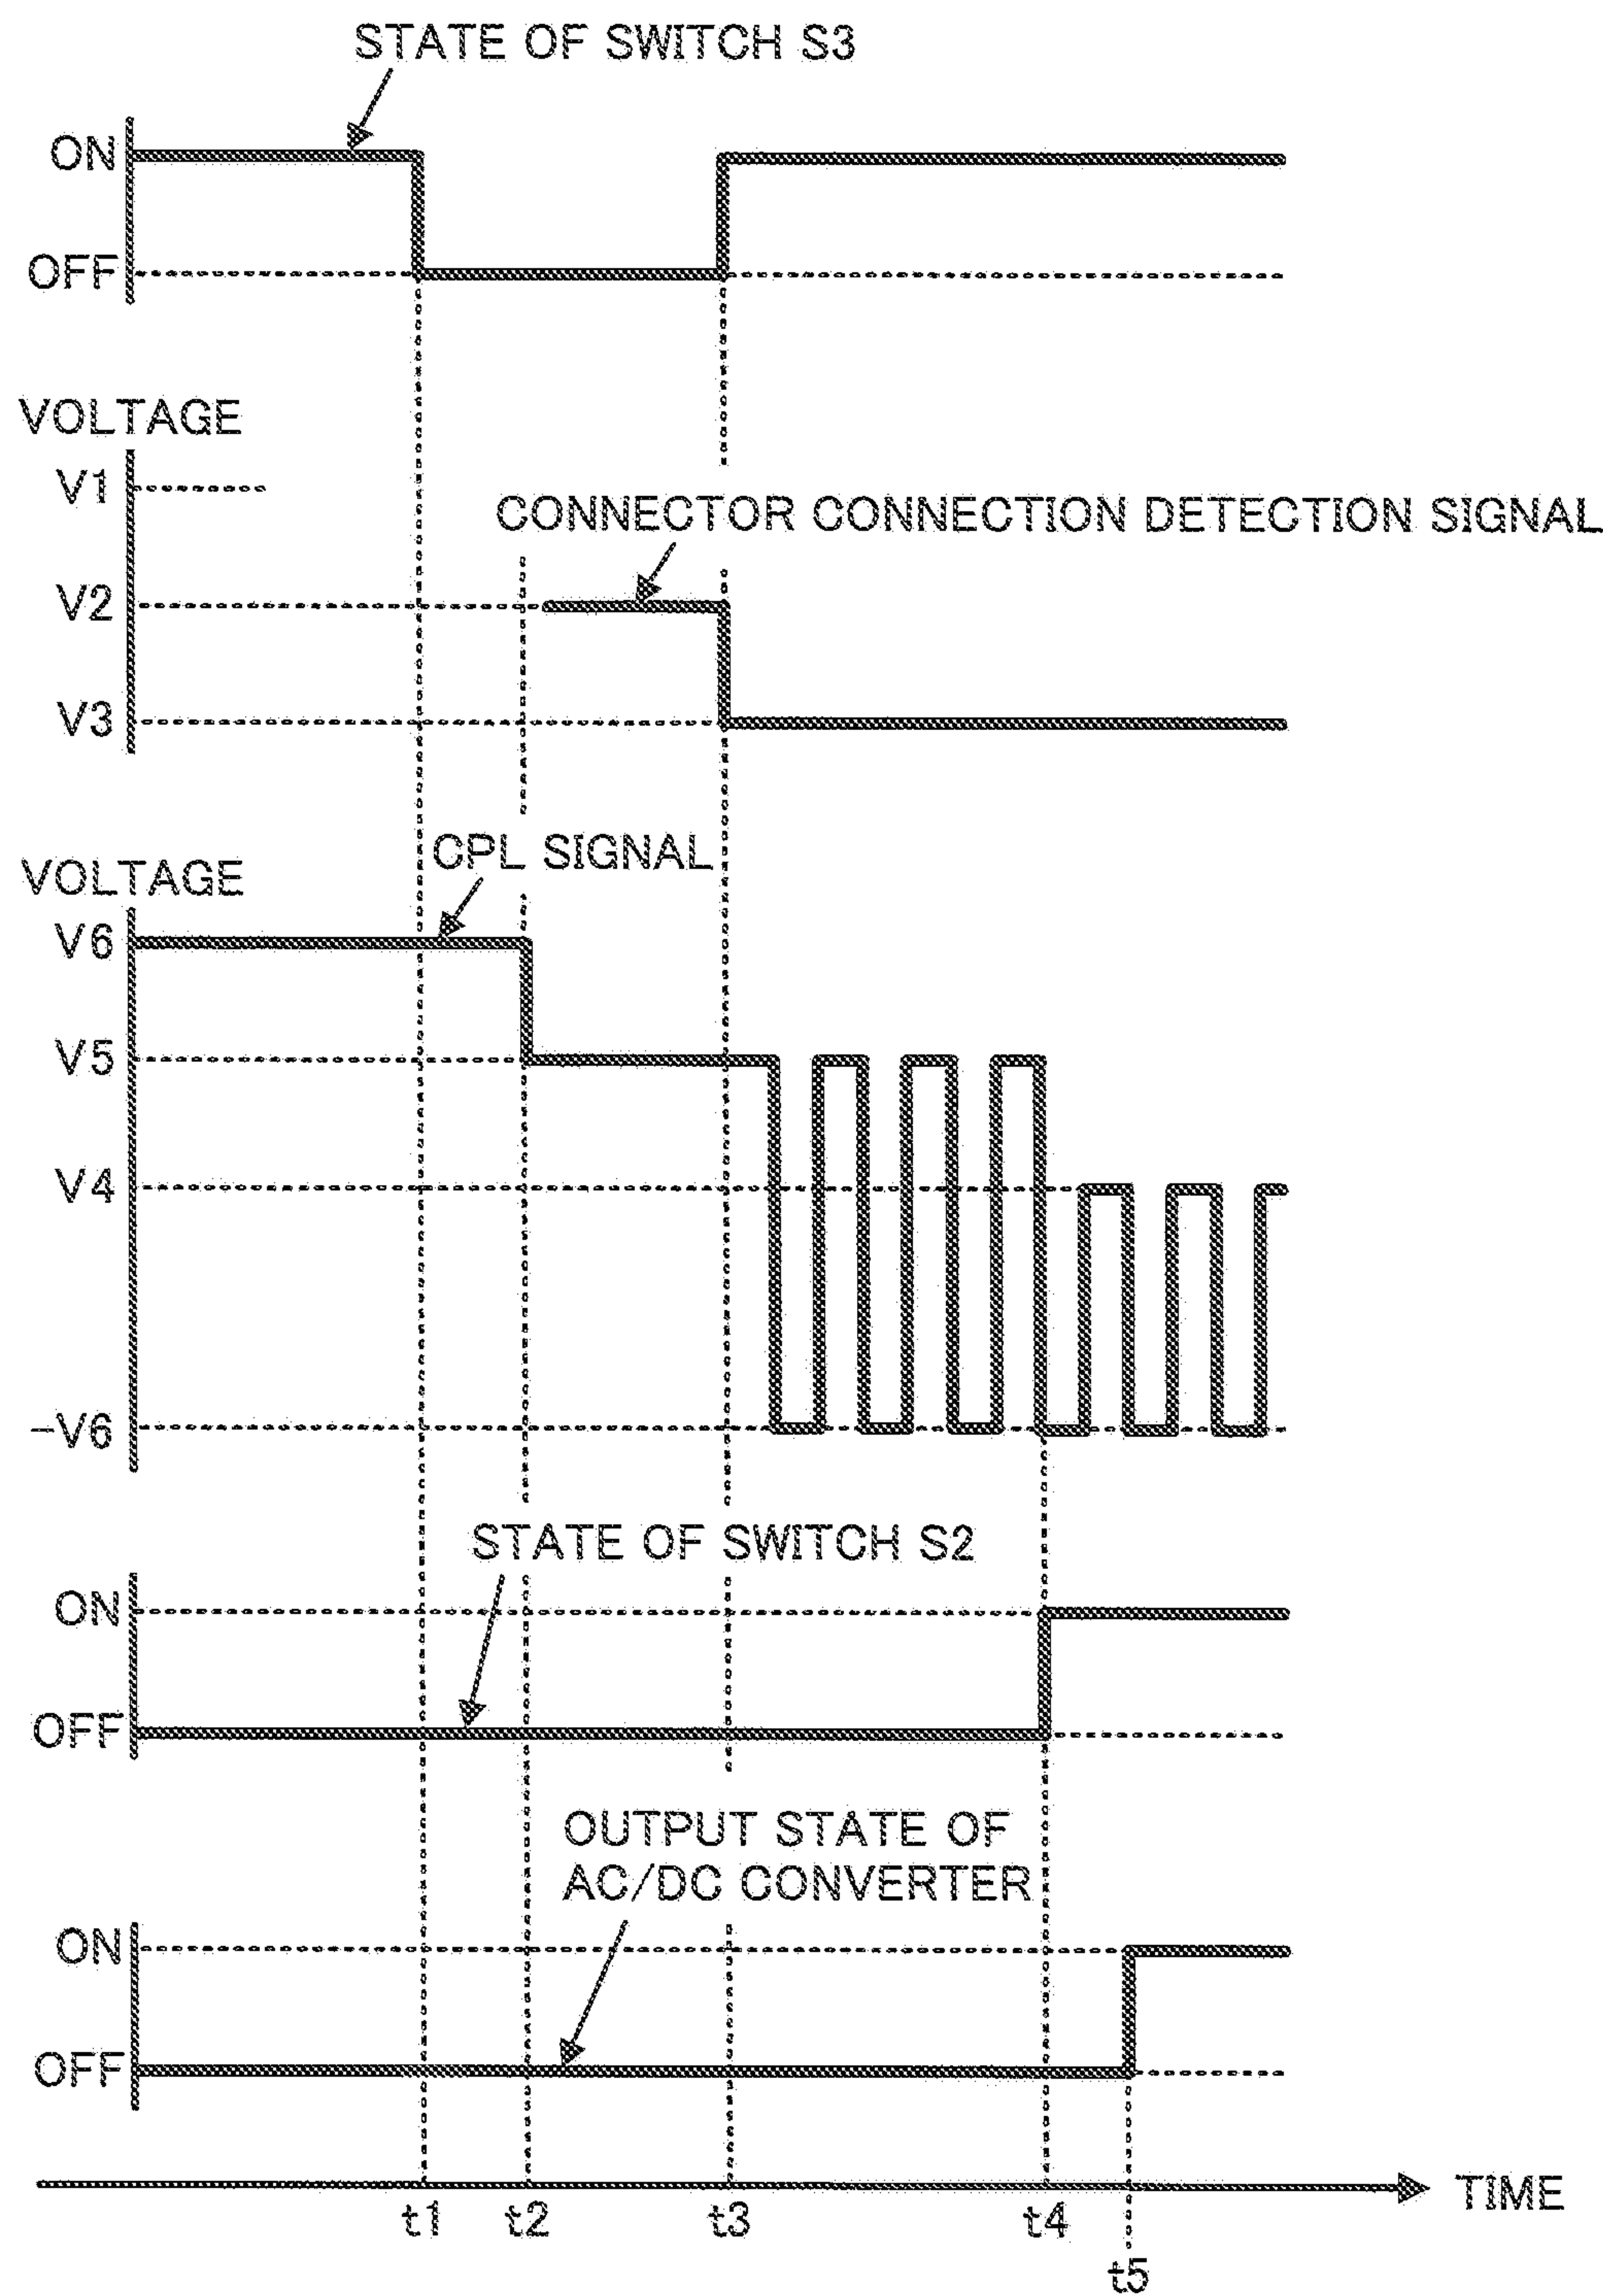 STATE OF SWITCH S3
ON
OFF
VOLTAGE
V1
CONNECTOR CONNECTION DETECTION SIGNAL
V2
V3
CPL SIGNAL
VOLTAGE
V6
V5
V4
-V6
STATE OF SWITCH S2
ON
OFF
OUTPUT STATE OF
AC/DC CONVERTER
ON
OFF
TIME
t1 t2 t3 t4
t5